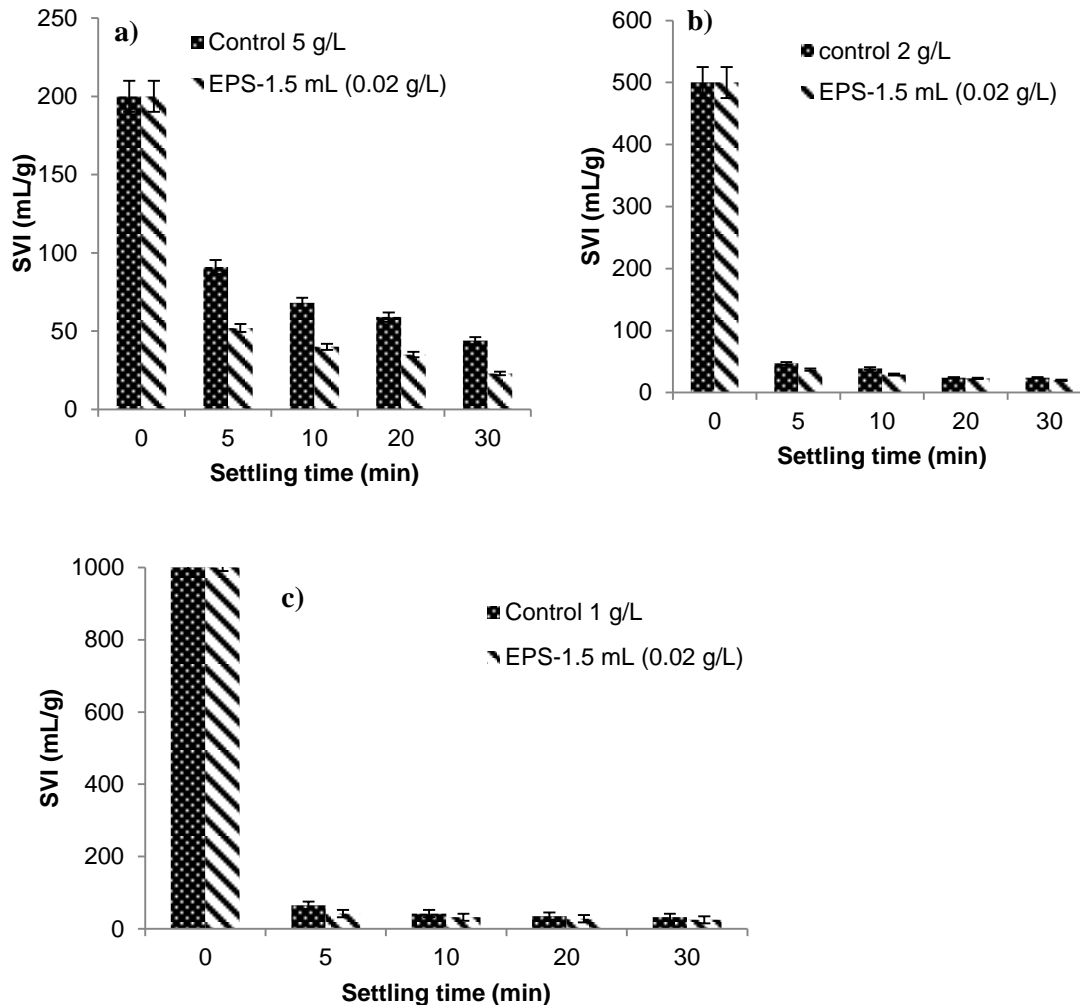 a)
Control 5 g/L
EPS-1.5 mL (0.02 g/L)
250
200
150
100
50
0
SVI (mL/g)
0 5 10 20 30
Settling time (min)
b)
control 2 g/L
EPS-1.5 mL (0.02 g/L)
600
500
400
300
200
100
0
SVI (mL/g)
0 5 10 20 30
Settling time (min)
c)
Control 1 g/L
EPS-1.5 mL (0.02 g/L)
1000
800
600
400
200
0
SVI (mL/g)
0 5 10 20 30
Settling time (min)